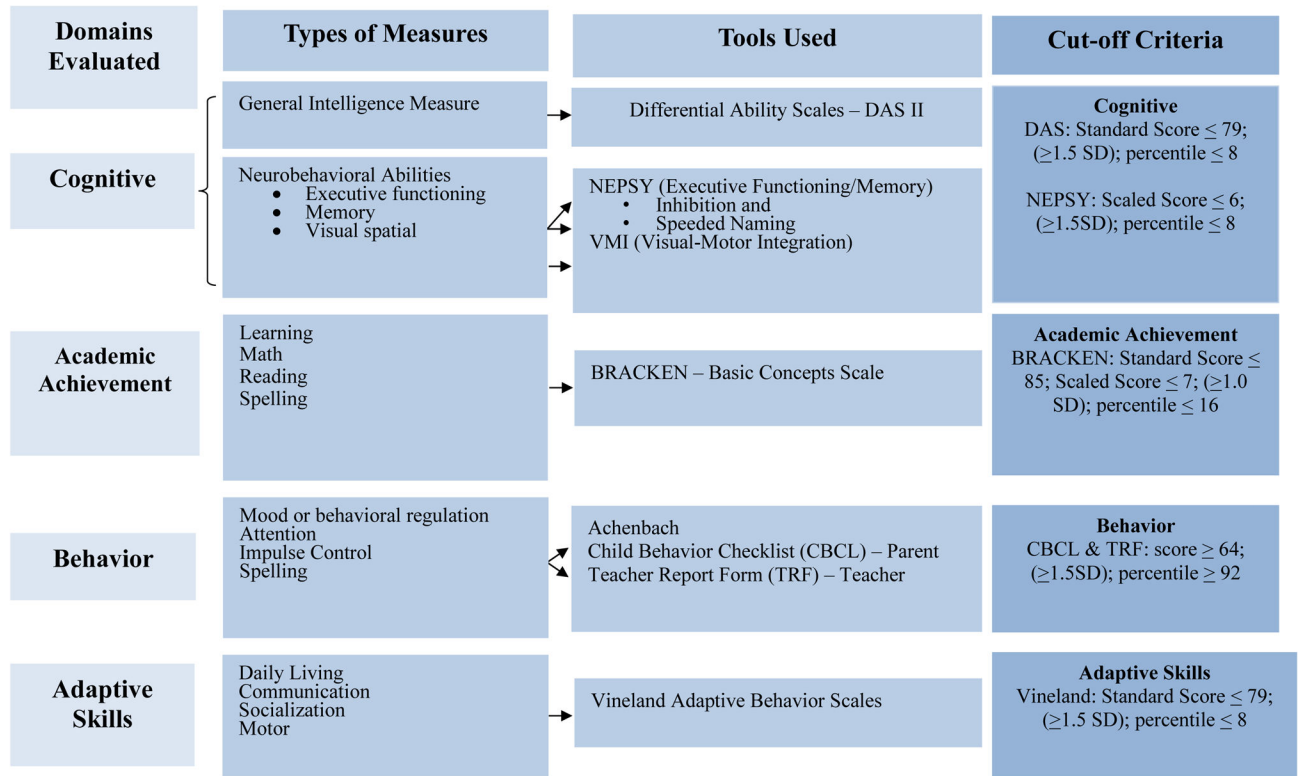 Domains
Evaluated
Types of Measures
Tools Used
Cut-off Criteria
Cognitive
General Intelligence Measure
Differential Ability Scales – DAS II
Neurobehavioral Abilities
● Executive functioning
● Memory
● Visual spatial
NEPSY (Executive Functioning/Memory)
• Inhibition and
• Speeded Naming
VMI (Visual-Motor Integration)
Cognitive
DAS: Standard Score ≤ 79;
(≥1.5 SD); percentile ≤ 8
NEPSY: Scaled Score ≤ 6;
(≥1.5SD); percentile ≤ 8
Academic
Achievement
Learning
Math
Reading
Spelling
BRACKEN – Basic Concepts Scale
Academic Achievement
BRACKEN: Standard Score ≤
85; Scaled Score ≤ 7; (≥1.0
SD); percentile ≤ 16
Behavior
Mood or behavioral regulation
Attention
Impulse Control
Spelling
Achenbach
Child Behavior Checklist (CBCL) – Parent
Teacher Report Form (TRF) – Teacher
Behavior
CBCL & TRF: score ≥ 64;
(≥1.5SD); percentile ≥ 92
Adaptive
Skills
Daily Living
Communication
Socialization
Motor
Vineland Adaptive Behavior Scales
Adaptive Skills
Vineland: Standard Score ≤ 79;
(≥1.5 SD); percentile ≤ 8